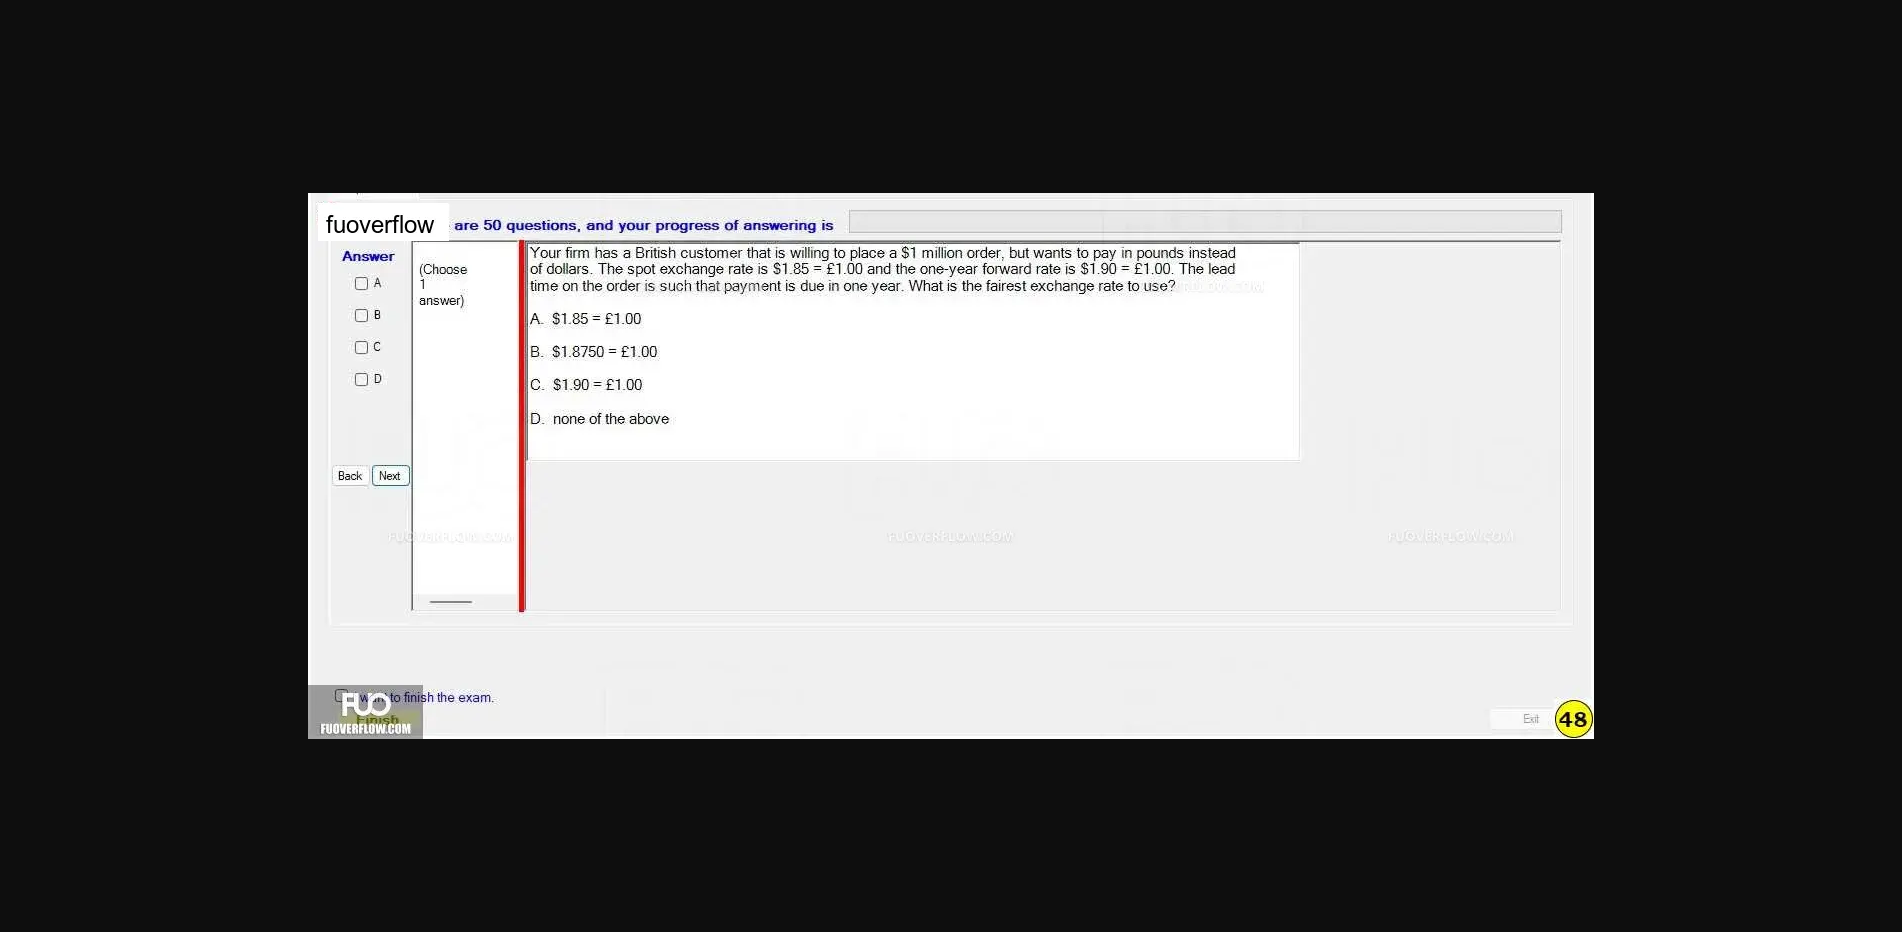 fuoverflow
are 50 questions, and your progress of answering is
Answer
A
B
C
D
(Choose
1
answer)
Your firm has a British customer that is willing to place a $1 million order, but wants to pay in pounds instead
of dollars. The spot exchange rate is $1.85 = £1.00 and the one-year forward rate is $1.90 = £1.00. The lead
time on the order is such that payment is due in one year. What is the fairest exchange rate to use?
A. $1.85 = £1.00
B. $1.8750 = £1.00
C. $1.90 = £1.00
D. none of the above
Back Next
FUOVERFLOW.COM FUOVERFLOW.COM FUOVERFLOW.COM
I want to finish the exam.
FUO
Finish
FUOVERFLOW.COM
Exit
48